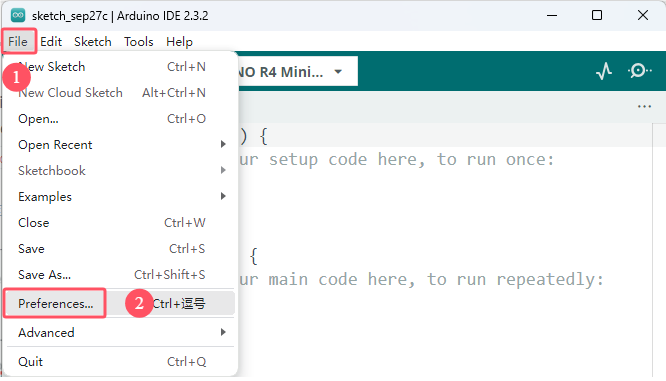 sketch_sep27c | Arduino IDE 2.3.2
File Edit Sketch Tools Help
1
New Sketch Ctrl+N
NO R4 Mini...
New Cloud Sketch Alt+Ctrl+N
Open... Ctrl+O
) {
Open Recent
ur setup code here, to run once:
Sketchbook
Examples
Close Ctrl+W
Save Ctrl+S
{
Save As... Ctrl+Shift+S
ur main code here, to run repeatedly:
Preferences... 2 Ctrl+逗号
Advanced
Quit Ctrl+Q